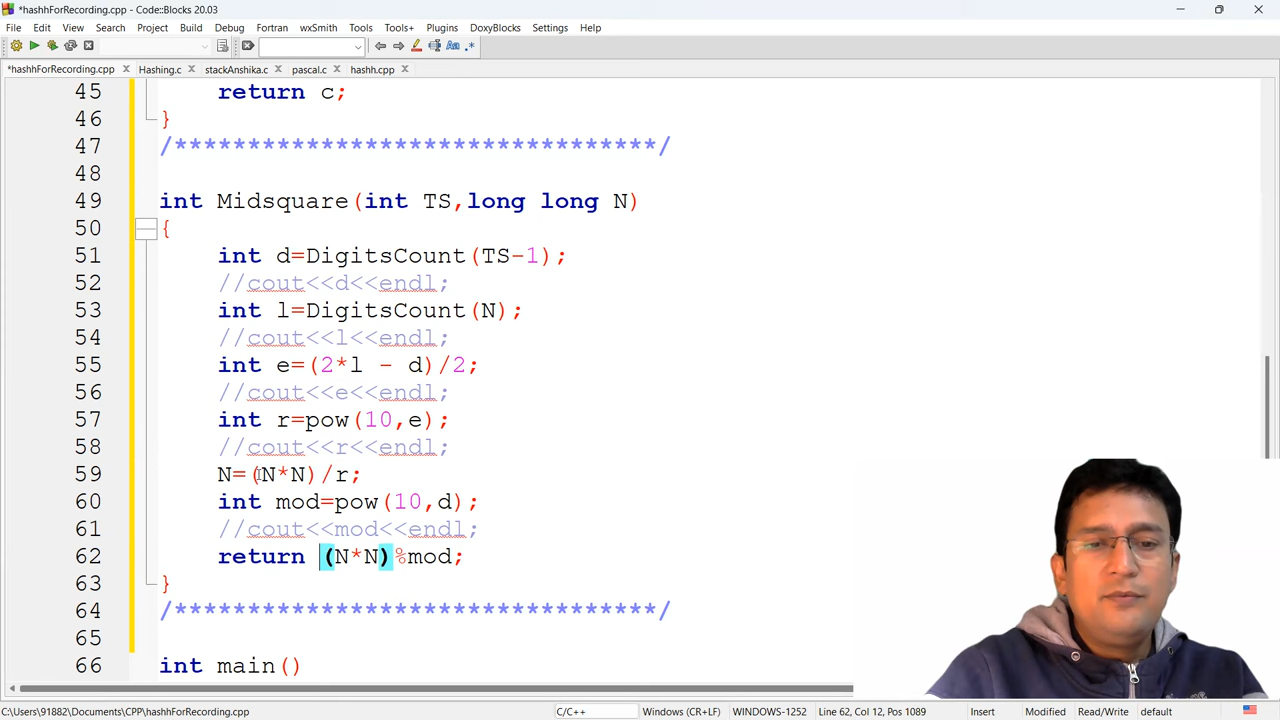 *hashhForRecording.cpp - Code::Blocks 20.03
File Edit View Search Project Build Debug Fortran wxSmith Tools Tools+ Plugins DoxyBlocks Settings Help
*hashhForRecording.cpp Hashing.c stackAnshika.c pascal.c hashh.cpp
45 return c;
46 }
47 /*********************************/
48
49 int Midsquare(int TS,long long N)
50 {
51 int d=DigitsCount(TS-1);
52 //cout<<d<<endl;
53 int l=DigitsCount(N);
54 //cout<<l<<endl;
55 int e=(2*l - d)/2;
56 //cout<<e<<endl;
57 int r=pow(10,e);
58 //cout<<r<<endl;
59 N=(N*N)/r;
60 int mod=pow(10,d);
61 //cout<<mod<<endl;
62 return (N*N)%mod;
63 }
64 /*********************************/
65
66 int main()
C:\Users\91882\Documents\CPP\hashhForRecording.cpp C/C++ Windows (CR+LF) WINDOWS-1252 Line 62, Col 12, Pos 1089 Insert Modified Read/Write default